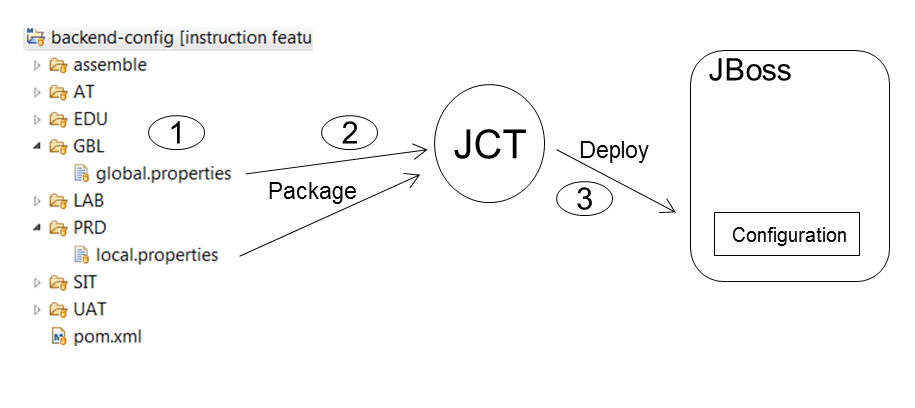 backend-config [instruction featu
assemble
AT
EDU
GBL
global.properties
LAB
PRD
local.properties
SIT
UAT
pom.xml
1
2
Package
JCT
Deploy
3
JBoss
Configuration